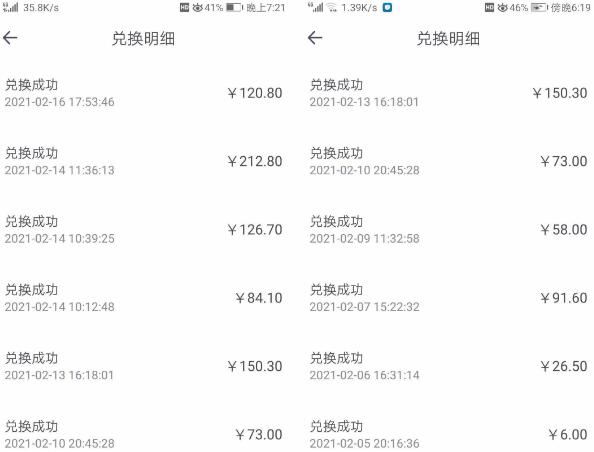 35.8K/s
HD
41%
晚上7:21
兑换明细
兑换成功
2021-02-16 17:53:46
￥120.80
兑换成功
2021-02-14 11:36:13
￥212.80
兑换成功
2021-02-14 10:39:25
￥126.70
兑换成功
2021-02-14 10:12:48
￥84.10
兑换成功
2021-02-13 16:18:01
￥150.30
兑换成功
2021-02-10 20:45:28
￥73.00
1.39K/s
HD
46%
傍晚6:19
兑换明细
兑换成功
2021-02-13 16:18:01
￥150.30
兑换成功
2021-02-10 20:45:28
￥73.00
兑换成功
2021-02-09 11:32:58
￥58.00
兑换成功
2021-02-07 15:22:32
￥91.60
兑换成功
2021-02-06 16:31:14
￥26.50
兑换成功
2021-02-05 20:16:36
￥6.00